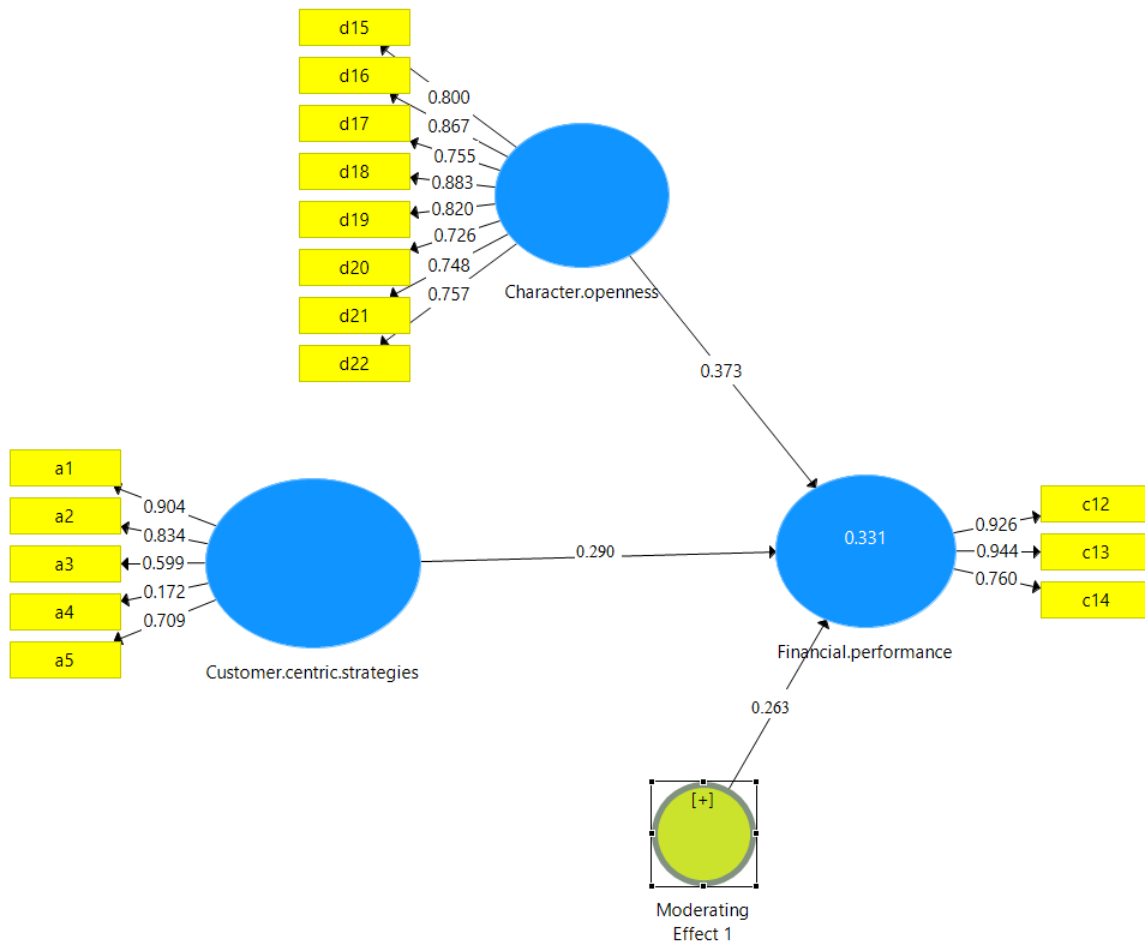 d15
d16
d17
d18
d19
d20
d21
d22
0.800
0.867
0.755
0.883
0.820
0.726
0.748
0.757
Character.openness
0.373
a1
a2
a3
a4
a5
0.904
0.834
0.599
0.172
0.709
Customer.centric.strategies
0.290
0.331
Financial.performance
0.926
0.944
0.760
c12
c13
c14
0.263
[+]
Moderating
Effect 1